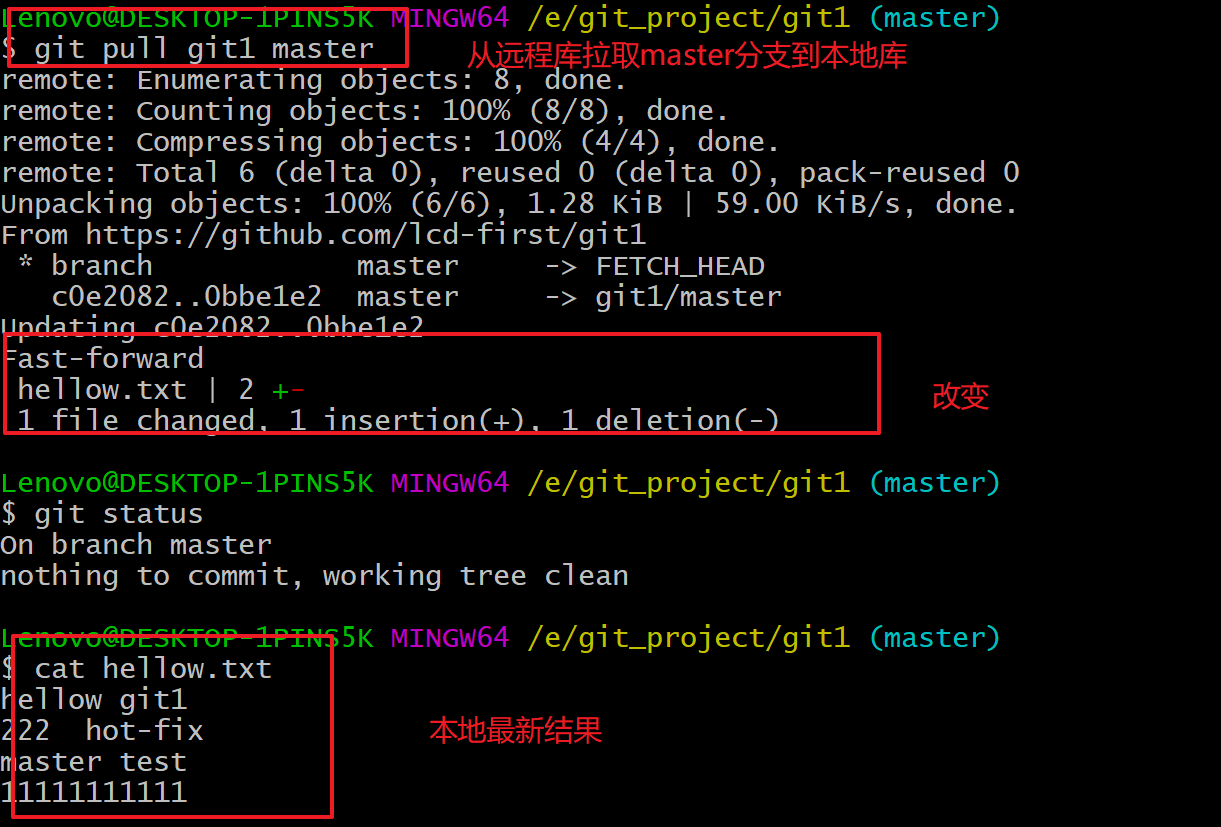 Lenovo@DESKTOP-1PINS5K MINGW64 /e/git_project/git1 (master)
$ git pull git1 master
从远程库拉取master分支到本地库
remote: Enumerating objects: 8, done.
remote: Counting objects: 100% (8/8), done.
remote: Compressing objects: 100% (4/4), done.
remote: Total 6 (delta 0), reused 0 (delta 0), pack-reused 0
Unpacking objects: 100% (6/6), 1.28 KiB | 59.00 KiB/s, done.
From https://github.com/lcd-first/git1
 * branch            master     -> FETCH_HEAD
   c0e2082..0bbe1e2  master     -> git1/master
Updating c0e2082..0bbe1e2
Fast-forward
 hellow.txt | 2 +-
 1 file changed, 1 insertion(+), 1 deletion(-)
改变
Lenovo@DESKTOP-1PINS5K MINGW64 /e/git_project/git1 (master)
$ git status
On branch master
nothing to commit, working tree clean
Lenovo@DESKTOP-1PINS5K MINGW64 /e/git_project/git1 (master)
$ cat hellow.txt
hellow git1
222  hot-fix
本地最新结果
master test
11111111111